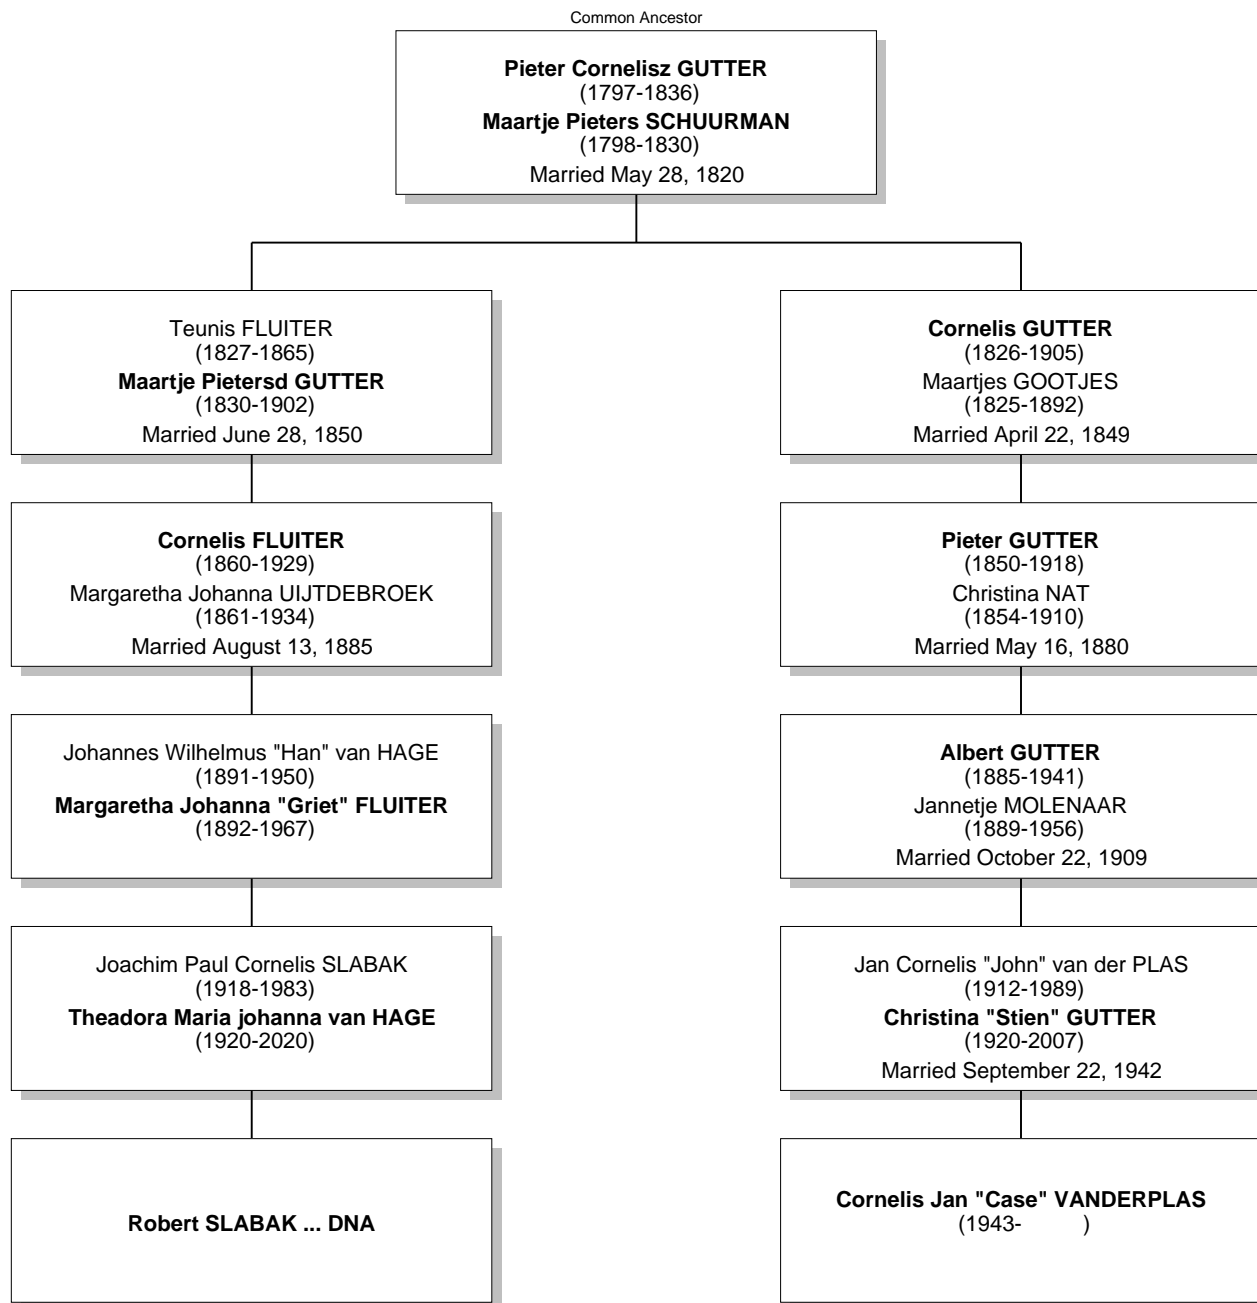 Common Ancestor
Pieter Cornelisz GUTTER
(1797-1836)
Maartje Pieters SCHUURMAN
(1798-1830)
Married May 28, 1820
Teunis FLUITER
(1827-1865)
Maartje Pietersd GUTTER
(1830-1902)
Married June 28, 1850
Cornelis GUTTER
(1826-1905)
Maartjes GOOTJES
(1825-1892)
Married April 22, 1849
Cornelis FLUITER
(1860-1929)
Margaretha Johanna UIJTDEBROEK
(1861-1934)
Married August 13, 1885
Pieter GUTTER
(1850-1918)
Christina NAT
(1854-1910)
Married May 16, 1880
Johannes Wilhelmus "Han" van HAGE
(1891-1950)
Margaretha Johanna "Griet" FLUITER
(1892-1967)
Albert GUTTER
(1885-1941)
Jannetje MOLENAAR
(1889-1956)
Married October 22, 1909
Joachim Paul Cornelis SLABAK
(1918-1983)
Theadora Maria johanna van HAGE
(1920-2020)
Jan Cornelis "John" van der PLAS
(1912-1989)
Christina "Stien" GUTTER
(1920-2007)
Married September 22, 1942
Robert SLABAK ... DNA
Cornelis Jan "Case" VANDERPLAS
(1943- )